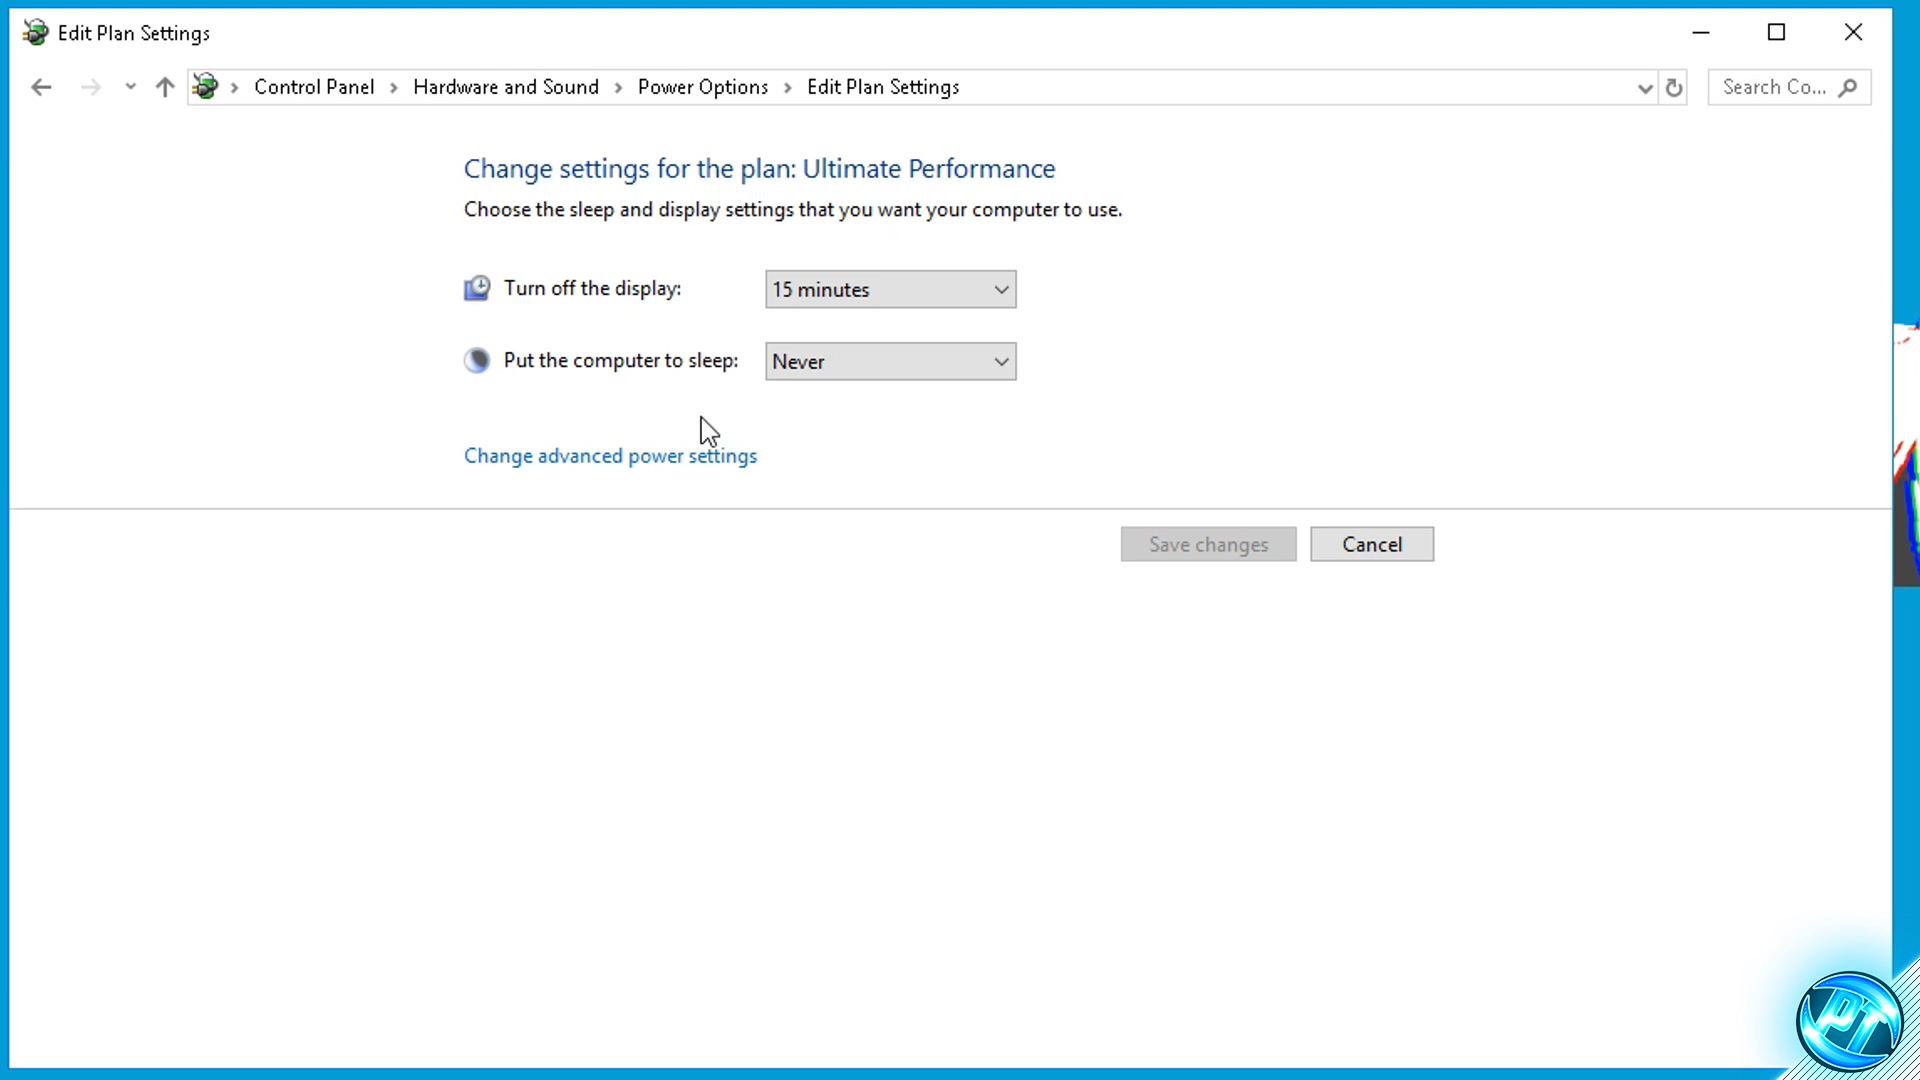 Edit Plan Settings
Control Panel > Hardware and Sound > Power Options > Edit Plan Settings
Search Co...
Change settings for the plan: Ultimate Performance
Choose the sleep and display settings that you want your computer to use.
Turn off the display: 15 minutes
Put the computer to sleep: Never
Change advanced power settings
Save changes Cancel
PT